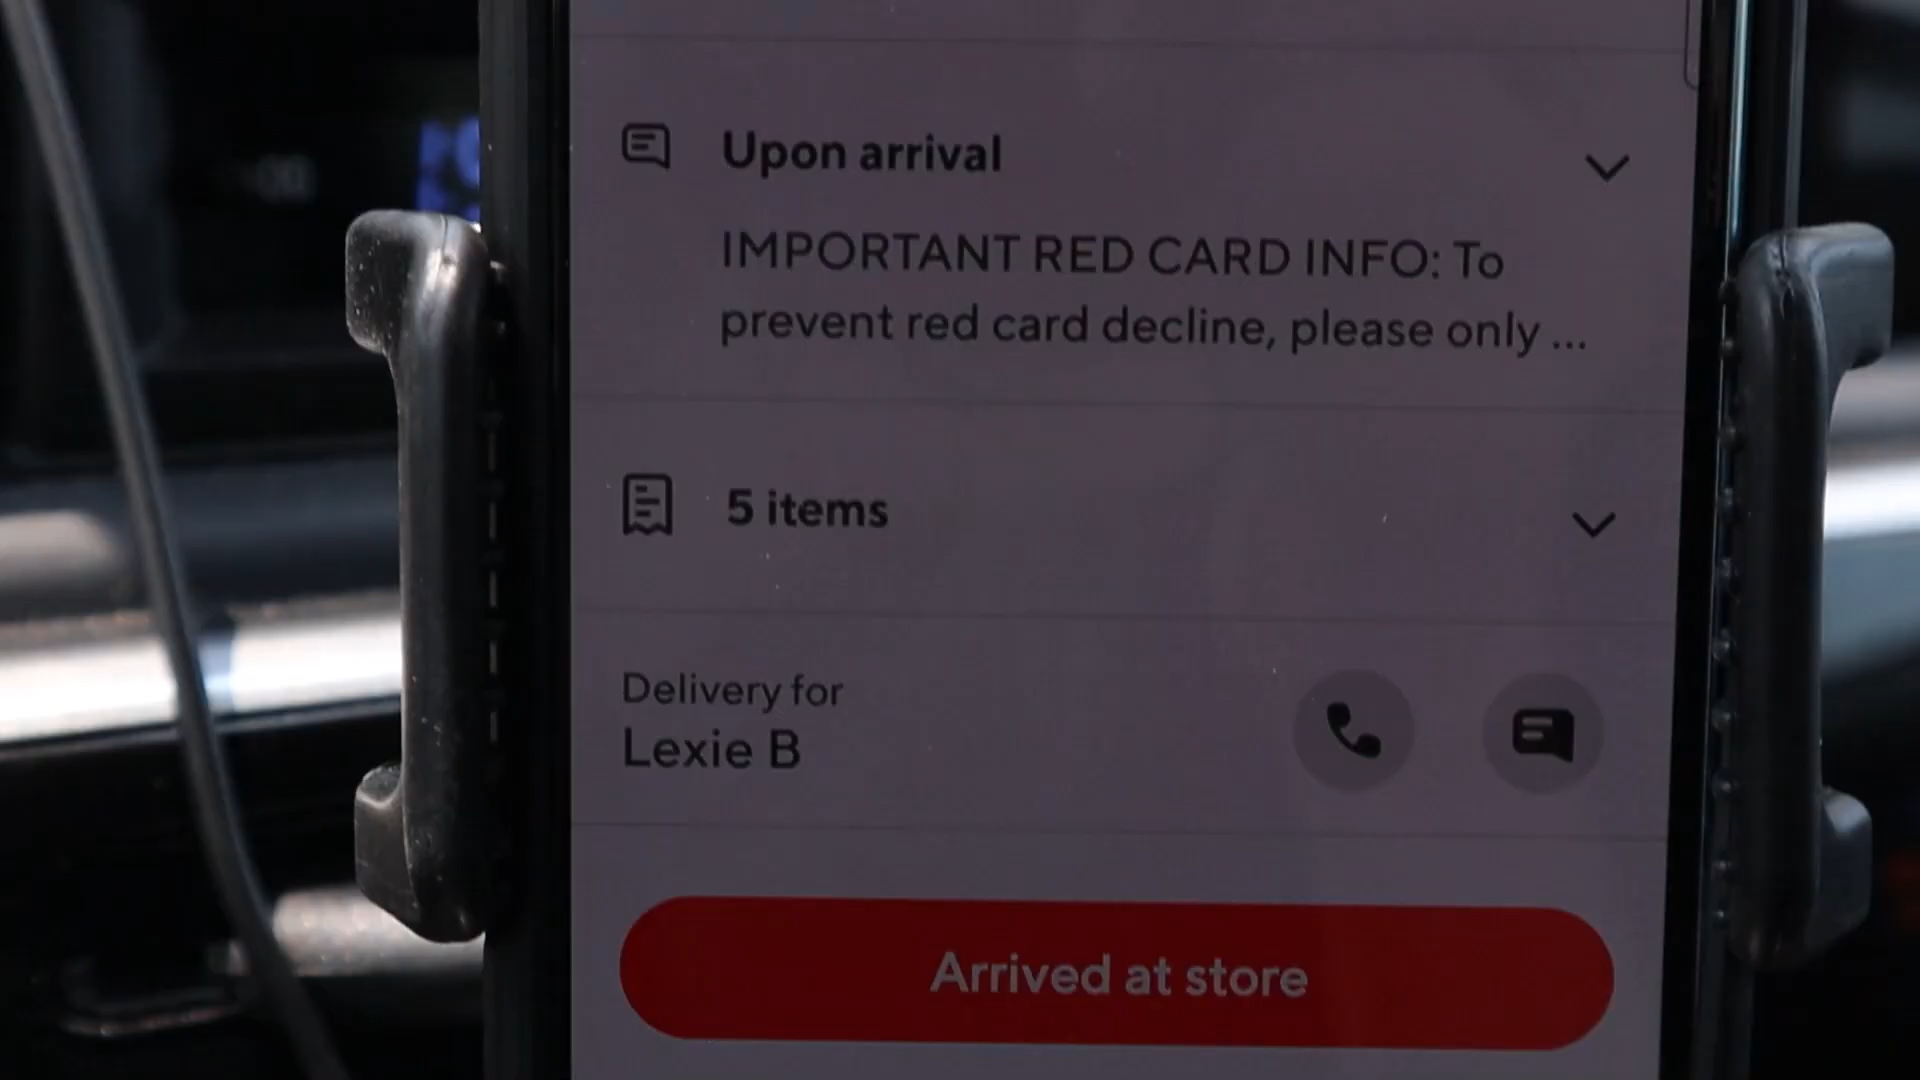 Upon arrival
IMPORTANT RED CARD INFO: To
prevent red card decline, please only ...
5 items
Delivery for
Lexie B
Arrived at store